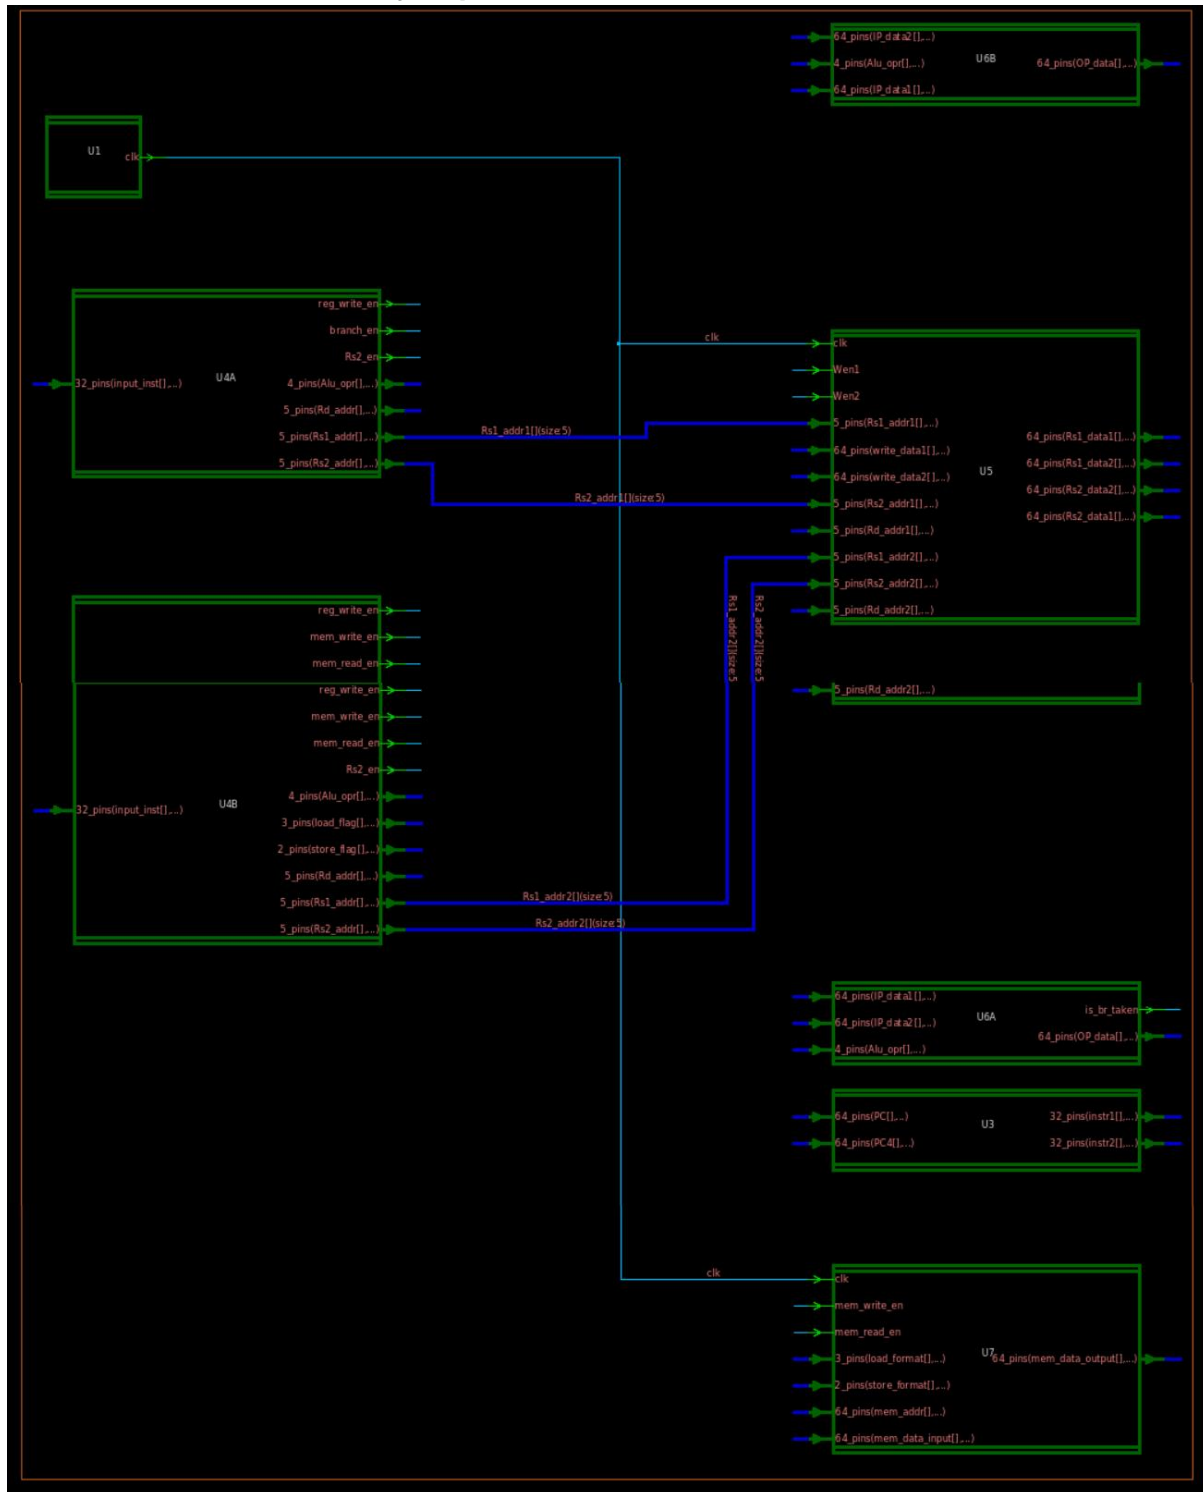 64_pins(IP_data2[],...)
4_pins(Alu_opr[],...)
64_pins(IP_data1[],...)
U6B
64_pins(OP_data[],...)
U1
clk
reg_write_en
branch_en
Rs2_en
32_pins(input_inst[],...)
U4A
4_pins(Alu_opr[],...)
5_pins(Rd_addr[],...)
5_pins(Rs1_addr[],...)
5_pins(Rs2_addr[],...)
Rs1_addr1[](size:5)
Rs2_addr1[](size:5)
clk
clk
Wen1
Wen2
5_pins(Rs1_addr1[],...)
64_pins(write_data1[],...)
64_pins(write_data2[],...)
5_pins(Rs2_addr1[],...)
5_pins(Rd_addr1[],...)
5_pins(Rs1_addr2[],...)
5_pins(Rs2_addr2[],...)
5_pins(Rd_addr2[],...)
U5
64_pins(Rs1_data1[],...)
64_pins(Rs1_data2[],...)
64_pins(Rs2_data2[],...)
64_pins(Rs2_data1[],...)
Rs1_addr2[](size:5
Rs2_addr2[](size:5
5_pins(Rd_addr2[],...)
reg_write_en
mem_write_en
mem_read_en
reg_write_en
mem_write_en
mem_read_en
Rs2_en
4_pins(Alu_opr[],...)
32_pins(input_inst[],...)
U4B
3_pins(load_flag[],...)
2_pins(store_flag[],...)
5_pins(Rd_addr[],...)
5_pins(Rs1_addr[],...)
5_pins(Rs2_addr[],...)
Rs1_addr2[](size:5)
Rs2_addr2[](size:5)
64_pins(IP_data1[],...)
64_pins(IP_data2[],...)
4_pins(Alu_opr[],...)
U6A
is_br_taken
64_pins(OP_data[],...)
64_pins(PC[],...)
64_pins(PC4[],...)
U3
32_pins(instr1[],...)
32_pins(instr2[],...)
clk
clk
mem_write_en
mem_read_en
3_pins(load_format[],...)
2_pins(store_format[],...)
64_pins(mem_addr[],...)
64_pins(mem_data_input[],...)
U7
64_pins(mem_data_output[],...)